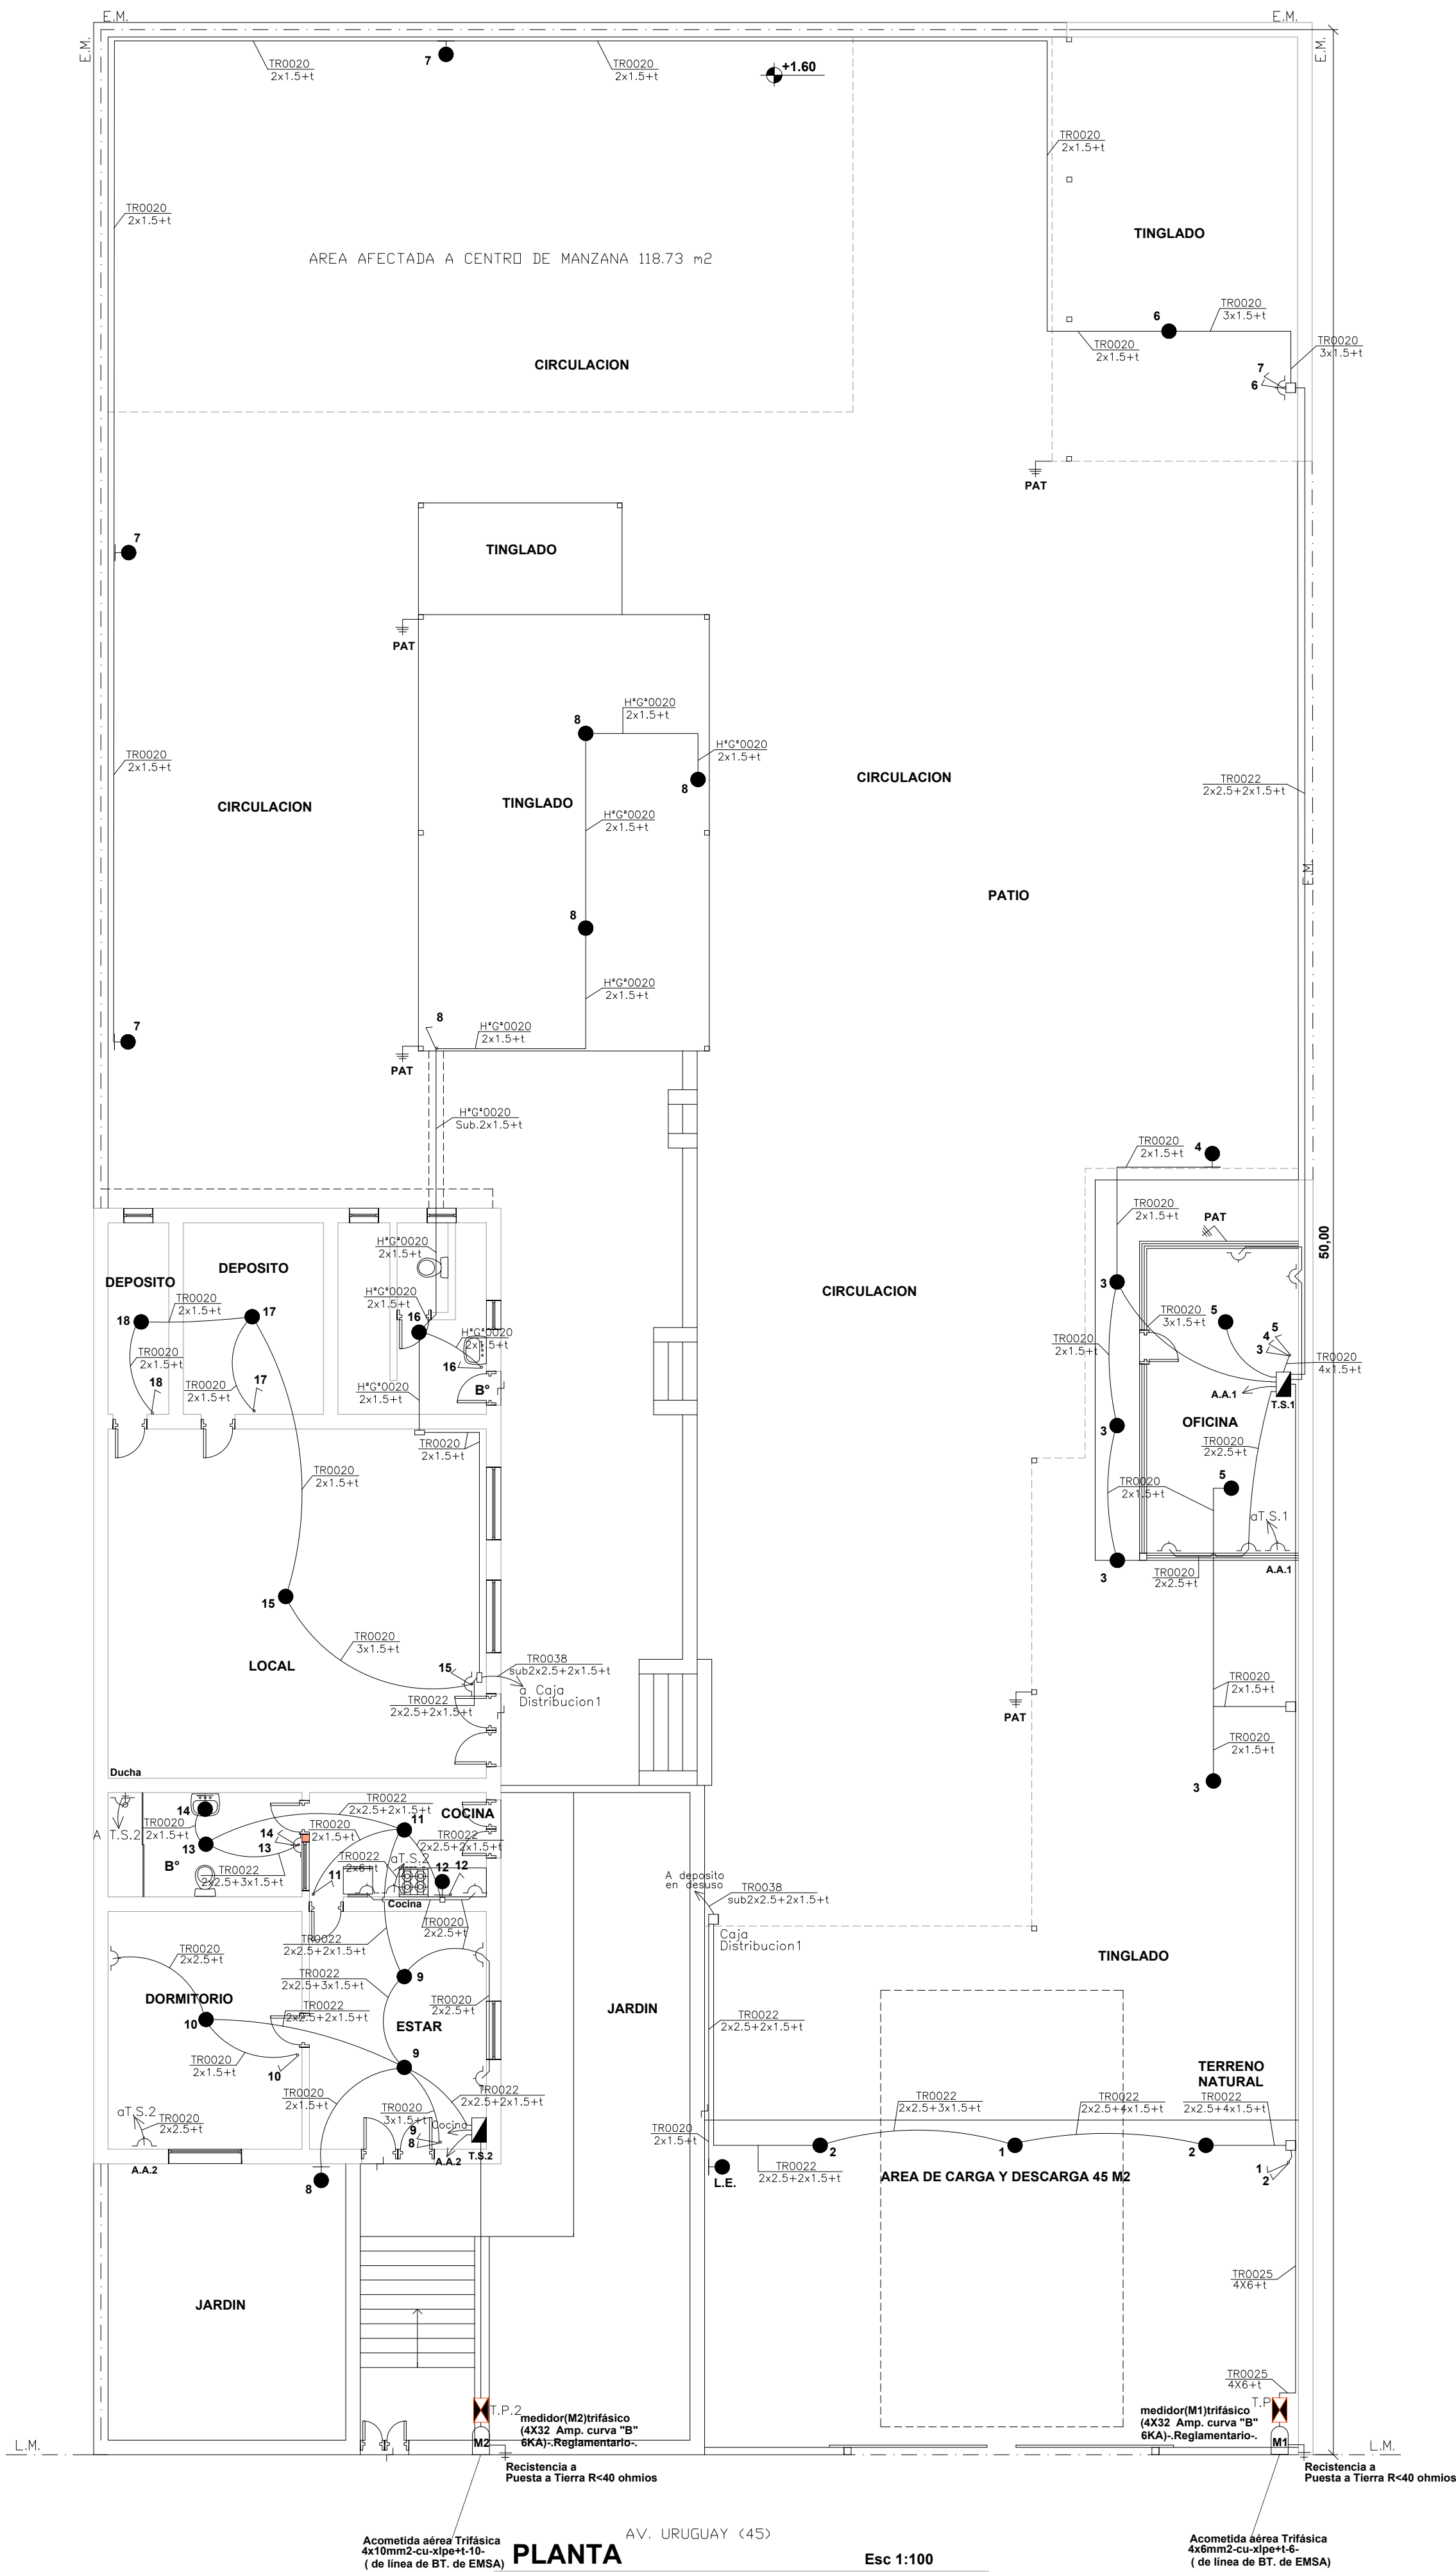 E.M.
E.M.
E.M.
E.M.
TR0020
2x1.5+t
7
TR0020
2x1.5+t
+1.60
TR0020
2x1.5+t
TR0020
2x1.5+t
TINGLADO
AREA AFECTADA A CENTRO DE MANZANA 118.73 m2
6
TR0020
3x1.5+t
TR0020
2x1.5+t
TR0020
3x1.5+t
CIRCULACION
7
6
PAT
7
TINGLADO
PAT
H°G°0020
2x1.5+t
8
H°G°0020
2x1.5+t
8
TR0020
2x1.5+t
CIRCULACION
TINGLADO
CIRCULACION
TR0022
2x2.5+2x1.5+t
H°G°0020
2x1.5+t
E.M.
PATIO
8
H°G°0020
2x1.5+t
7
8
H°G°0020
2x1.5+t
PAT
H°G°0020
Sub.2x1.5+t
TR0020
2x1.5+t
4
TR0020
2x1.5+t
PAT
50,00
H°G°0020
2x1.5+t
DEPOSITO
DEPOSITO
CIRCULACION
3
TR0020
2x1.5+t
H°G°0020
2x1.5+t
18
17
16
H°G°0020
2x1.5+t
TR0020
3x1.5+t
5
5
4
3
TR0020
2x1.5+t
TR0020
4x1.5+t
TR0020
2x1.5+t
16
18
TR0020
2x1.5+t
17
H°G°0020
2x1.5+t
B°
A.A.1
T.S.1
OFICINA
3
TR0020
2x1.5+t
TR0020
2x2.5+t
TR0020
2x1.5+t
TR0020
2x1.5+t
5
aT.S.1
3
TR0020
2x2.5+t
A.A.1
15
TR0020
3x1.5+t
LOCAL
15
TR0038
sub2x2.5+2x1.5+t
a Caja
Distribucion1
TR0022
2x2.5+2x1.5+t
TR0020
2x1.5+t
PAT
TR0020
2x1.5+t
3
Ducha
TR0022
2x2.5+2x1.5+t
COCINA
14
TR0020
2x1.5+t
A T.S.2
14
13
TR0020
2x1.5+t
11
TR0022
2x2.5+2x1.5+t
13
B°
TR0022
2x2.5+3x1.5+t
TR0022
2x6+t
aT.S.2
11
12
12
Cocina
A deposito
en desuso
TR0038
sub2x2.5+2x1.5+t
TR0020
2x2.5+t
TR0022
2x2.5+2x1.5+t
Caja
Distribucion1
TINGLADO
TR0020
2x2.5+t
TR0022
2x2.5+3x1.5+t
9
DORMITORIO
10
TR0022
2x2.5+2x1.5+t
TR0020
2x2.5+t
ESTAR
JARDIN
TR0022
2x2.5+2x1.5+t
TR0020
2x1.5+t
10
9
TR0020
2x1.5+t
TR0022
2x2.5+2x1.5+t
TERRENO
NATURAL
TR0022
2x2.5+3x1.5+t
TR0022
2x2.5+4x1.5+t
TR0022
2x2.5+4x1.5+t
aT.S.2
TR0020
2x2.5+t
TR0020
3x1.5+t
Cocina
9
8
T.S.2
A.A.2
A.A.2
TR0020
2x1.5+t
2
1
2
L.E.
TR0022
2x2.5+2x1.5+t
AREA DE CARGA Y DESCARGA 45 M2
1
2
8
TR0025
4X6+t
JARDIN
TR0025
4X6+t
T.P.2
medidor(M2)trifásico
(4X32 Amp. curva "B"
6KA)-.Reglamentario-.
M2
T.P
medidor(M1)trifásico
(4X32 Amp. curva "B"
6KA)-.Reglamentario-.
M1
L.M.
L.M.
Recistencia a
Puesta a Tierra R<40 ohmios
Recistencia a
Puesta a Tierra R<40 ohmios
AV. URUGUAY (45)
Acometida aérea Trifásica
4x10mm2-cu-xlpe+t-10-
( de línea de BT. de EMSA)
PLANTA
Esc 1:100
Acometida aérea Trifásica
4x6mm2-cu-xlpe+t-6-
( de línea de BT. de EMSA)